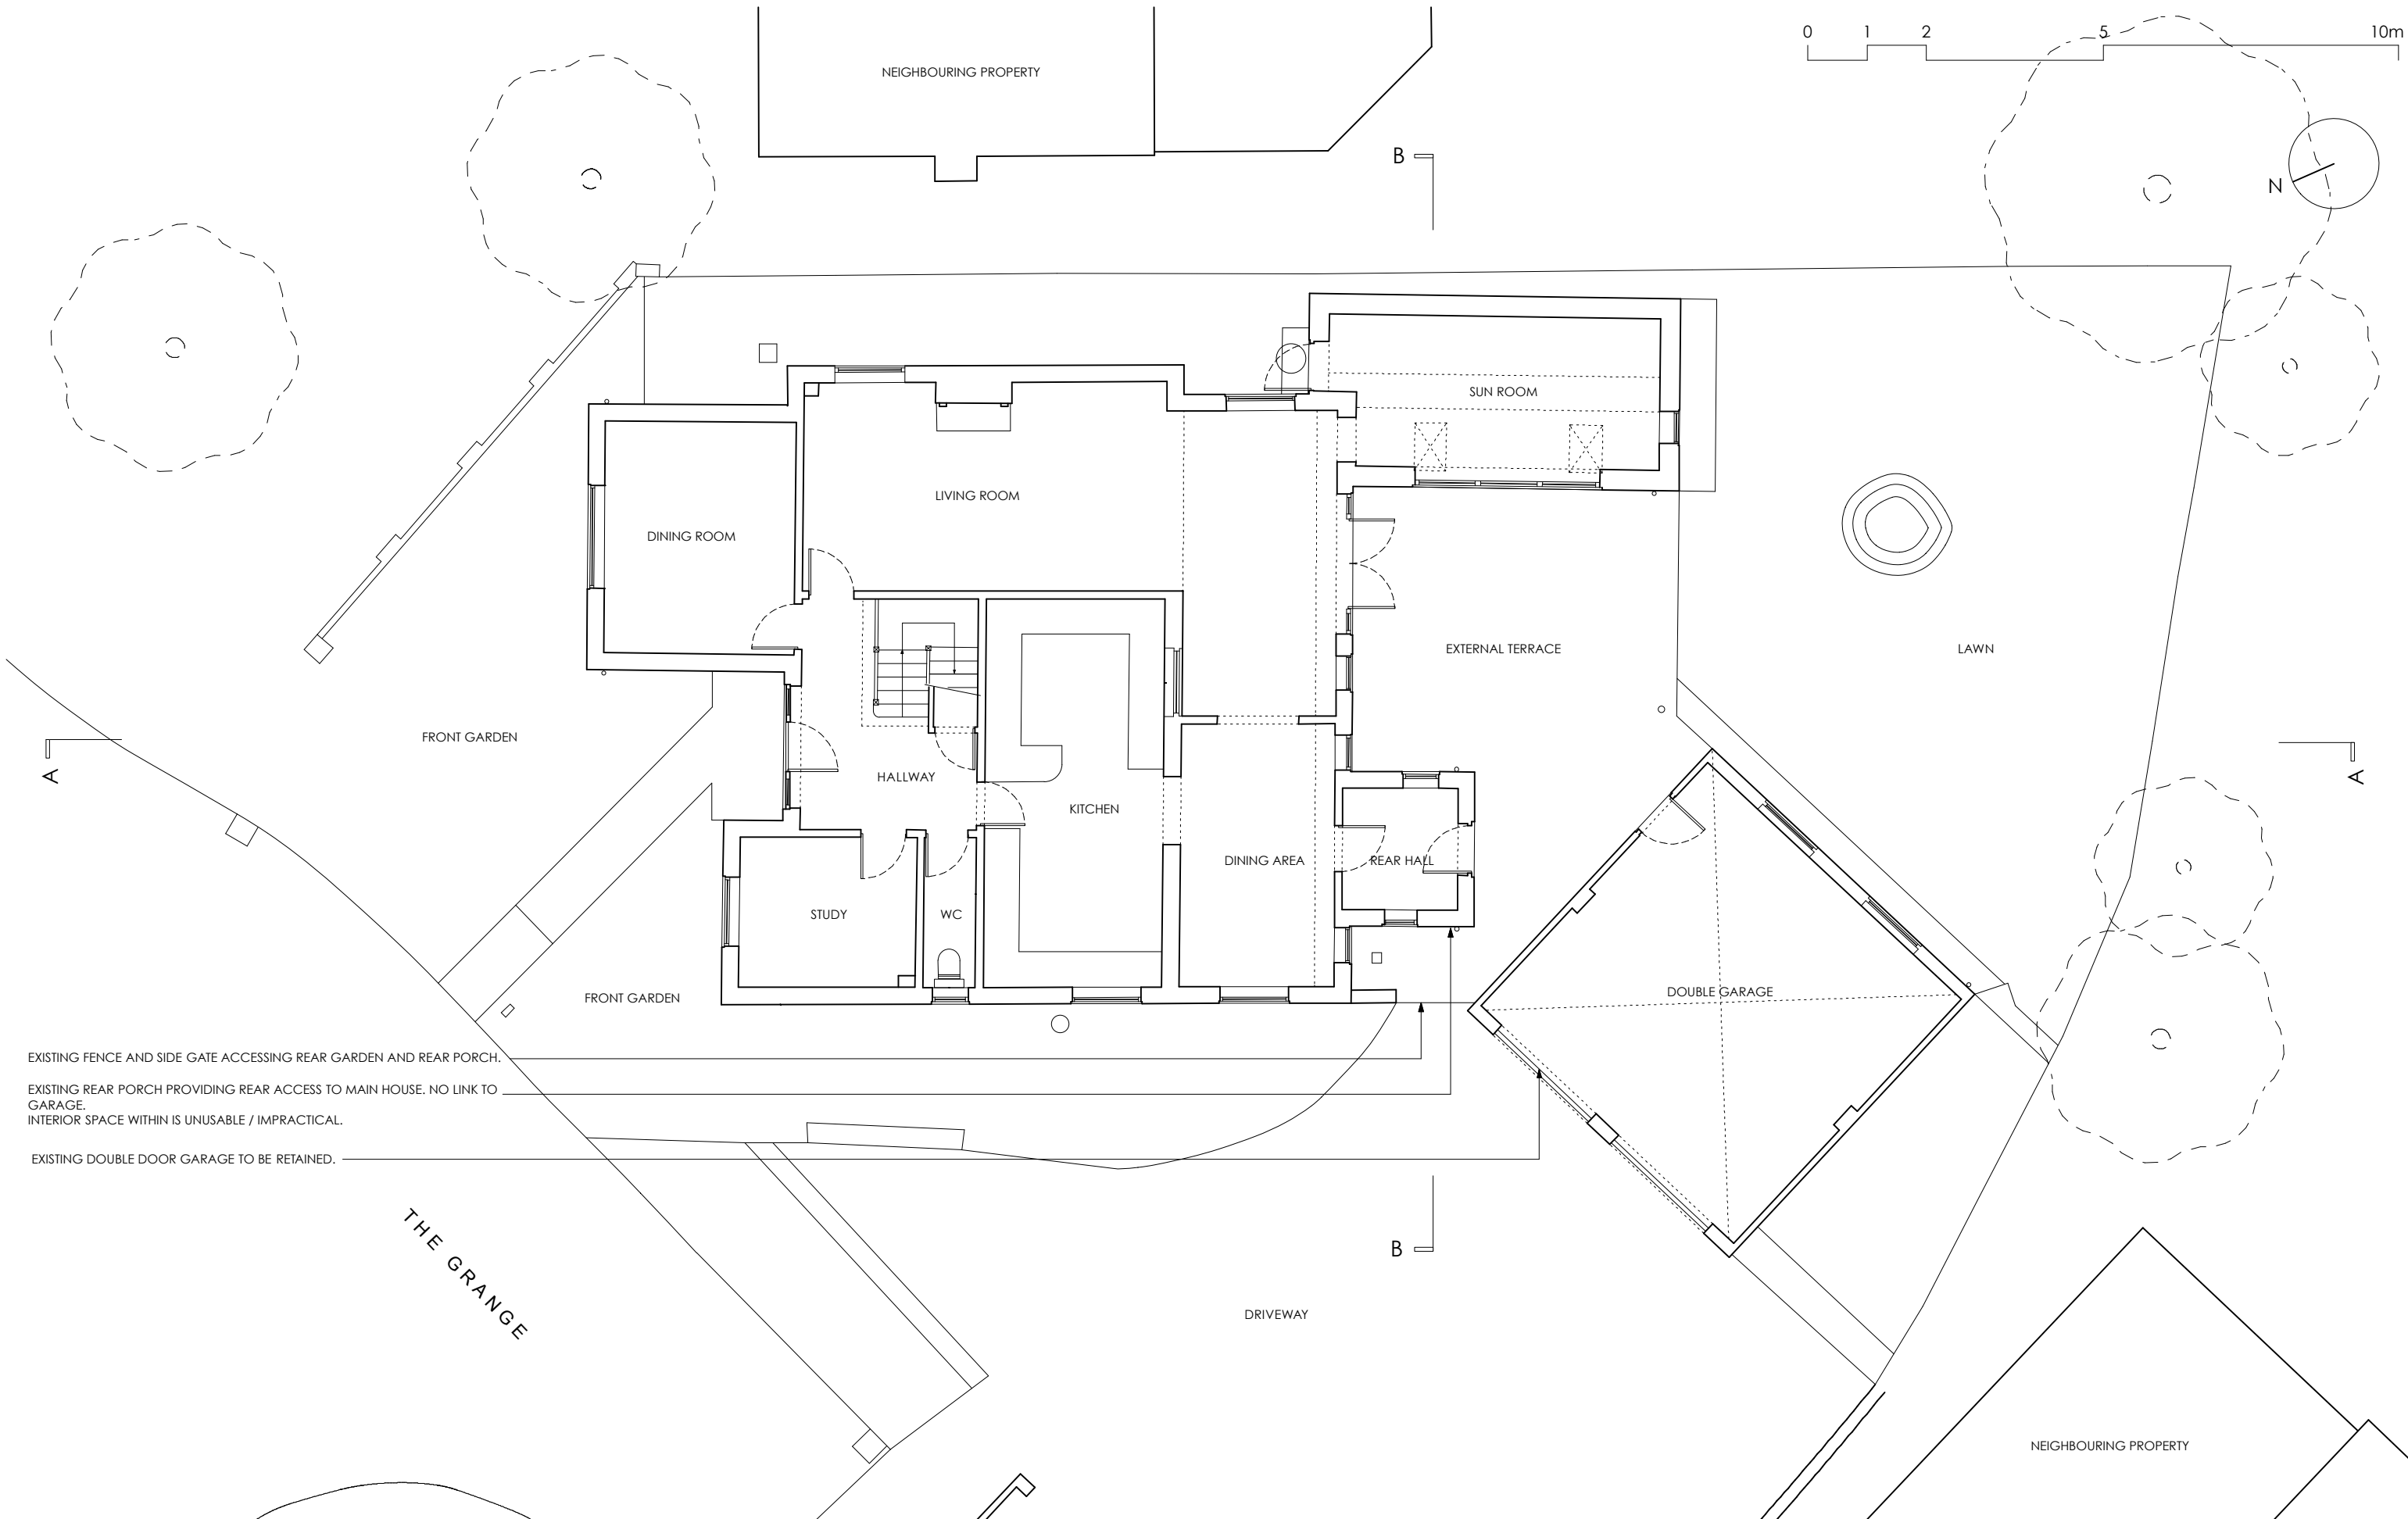 0 1 2 5 10m
NEIGHBOURING PROPERTY
B
N
SUN ROOM
LIVING ROOM
DINING ROOM
EXTERNAL TERRACE
LAWN
FRONT GARDEN
A
HALLWAY
A
KITCHEN
DINING AREA
REAR HALL
STUDY
WC
DOUBLE GARAGE
FRONT GARDEN
EXISTING FENCE AND SIDE GATE ACCESSING REAR GARDEN AND REAR PORCH.
EXISTING REAR PORCH PROVIDING REAR ACCESS TO MAIN HOUSE. NO LINK TO
GARAGE.
INTERIOR SPACE WITHIN IS UNUSABLE / IMPRACTICAL.
EXISTING DOUBLE DOOR GARAGE TO BE RETAINED.
THE GRANGE
B
DRIVEWAY
NEIGHBOURING PROPERTY